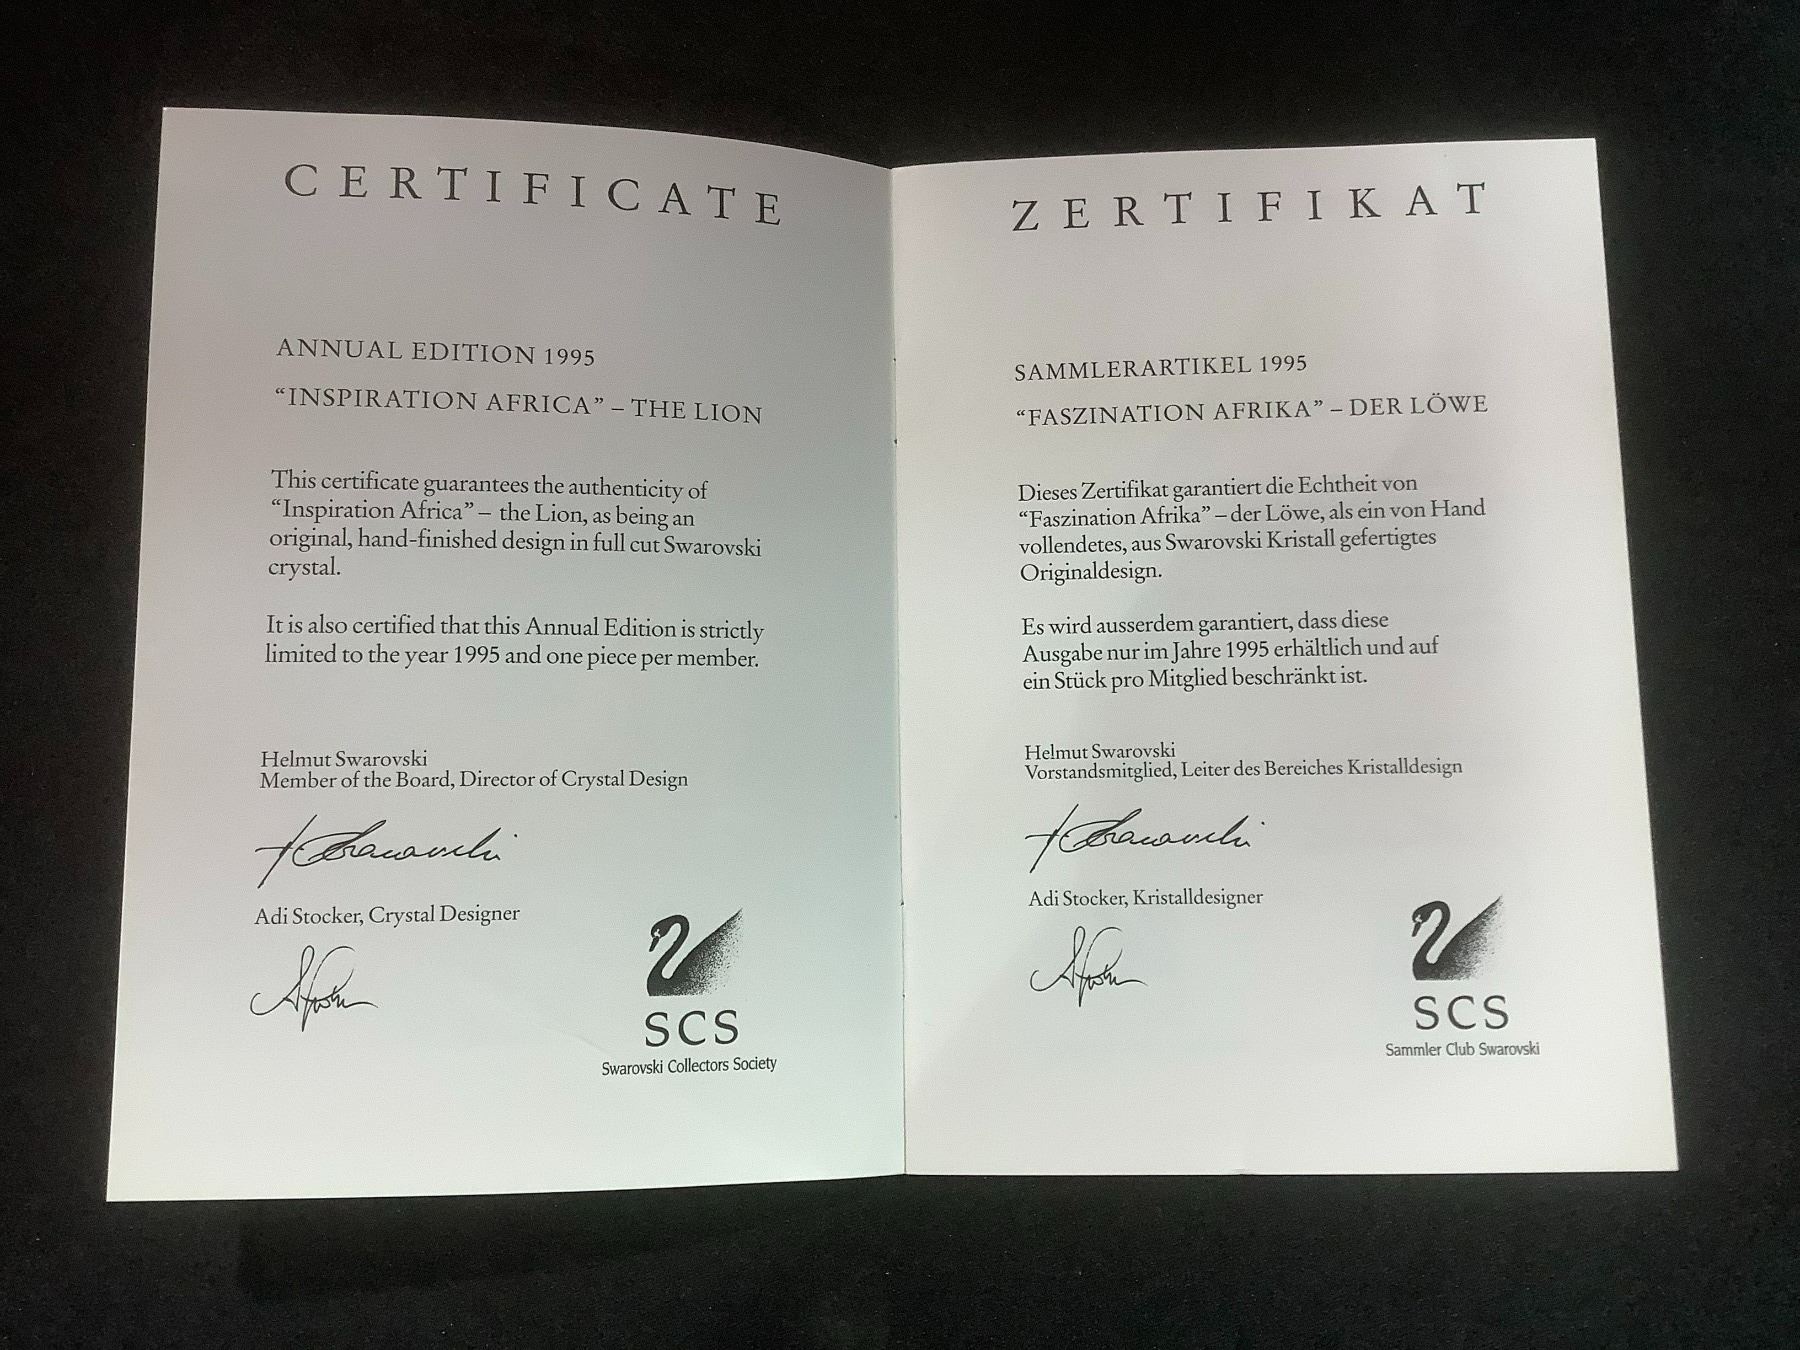 CERTIFICATE
ANNUAL EDITION 1995
“INSPIRATION AFRICA” – THE LION
This certificate guarantees the authenticity of
“Inspiration Africa” – the Lion, as being an
original, hand-finished design in full cut Swarovski
crystal.
It is also certified that this Annual Edition is strictly
limited to the year 1995 and one piece per member.
Helmut Swarovski
Member of the Board, Director of Crystal Design
Adi Stocker, Crystal Designer
SCS
Swarovski Collectors Society
ZERTIFIKAT
SAMMLERARTIKEL 1995
“FASZINATION AFRIKA” – DER LÖWE
Dieses Zertifikat garantiert die Echtheit von
“Faszination Afrika” – der Löwe, als ein von Hand
vollendetes, aus Swarovski Kristall gefertigtes
Originaldesign.
Es wird ausserdem garantiert, dass diese
Ausgabe nur im Jahre 1995 erhältlich und auf
ein Stück pro Mitglied beschränkt ist.
Helmut Swarovski
Vorstandsmitglied, Leiter des Bereiches Kristalldesign
Adi Stocker, Kristalldesigner
SCS
Sammler Club Swarovski